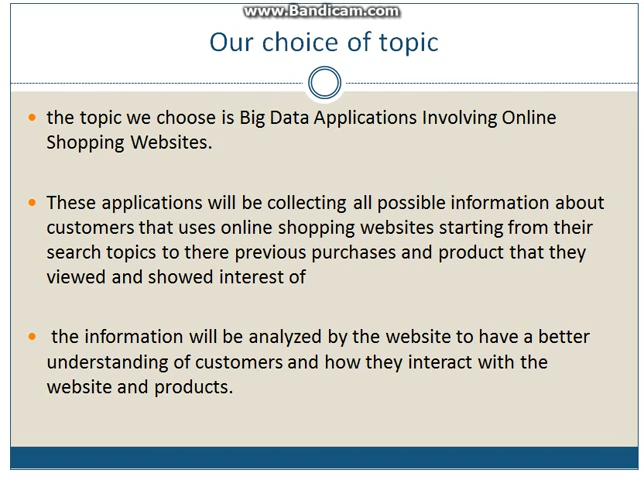 www.Bandicam.com
Our choice of topic
the topic we choose is Big Data Applications Involving Online
Shopping Websites.
These applications will be collecting all possible information about
customers that uses online shopping websites starting from their
search topics to there previous purchases and product that they
viewed and showed interest of
the information will be analyzed by the website to have a better
understanding of customers and how they interact with the
website and products.